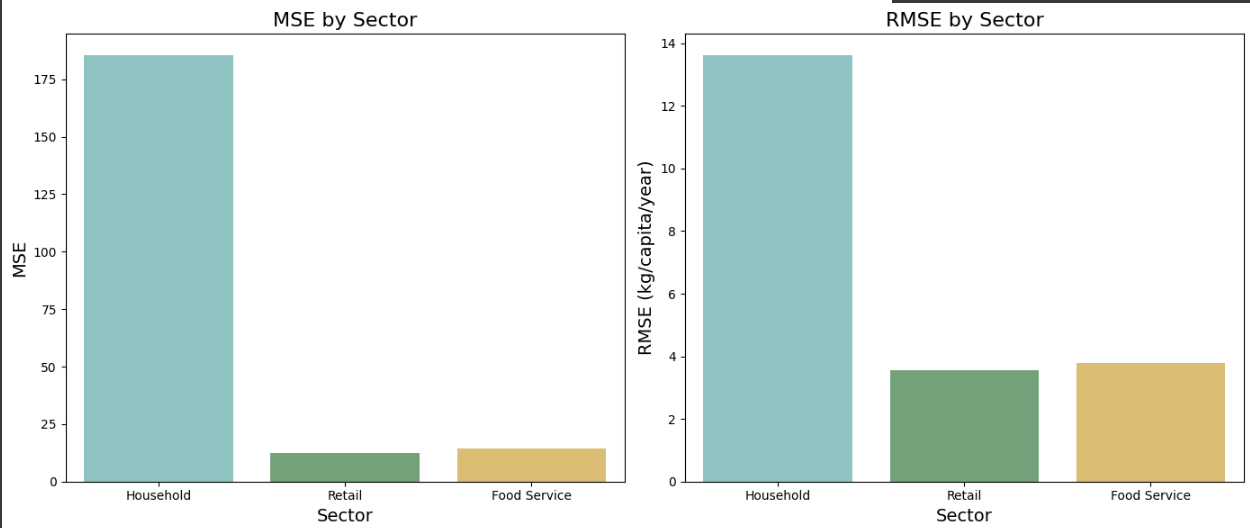 MSE by Sector
MSE
175
150
125
100
75
50
25
0
Household
Retail
Food Service
Sector
RMSE by Sector
RMSE (kg/capita/year)
14
12
10
8
6
4
2
0
Household
Retail
Food Service
Sector